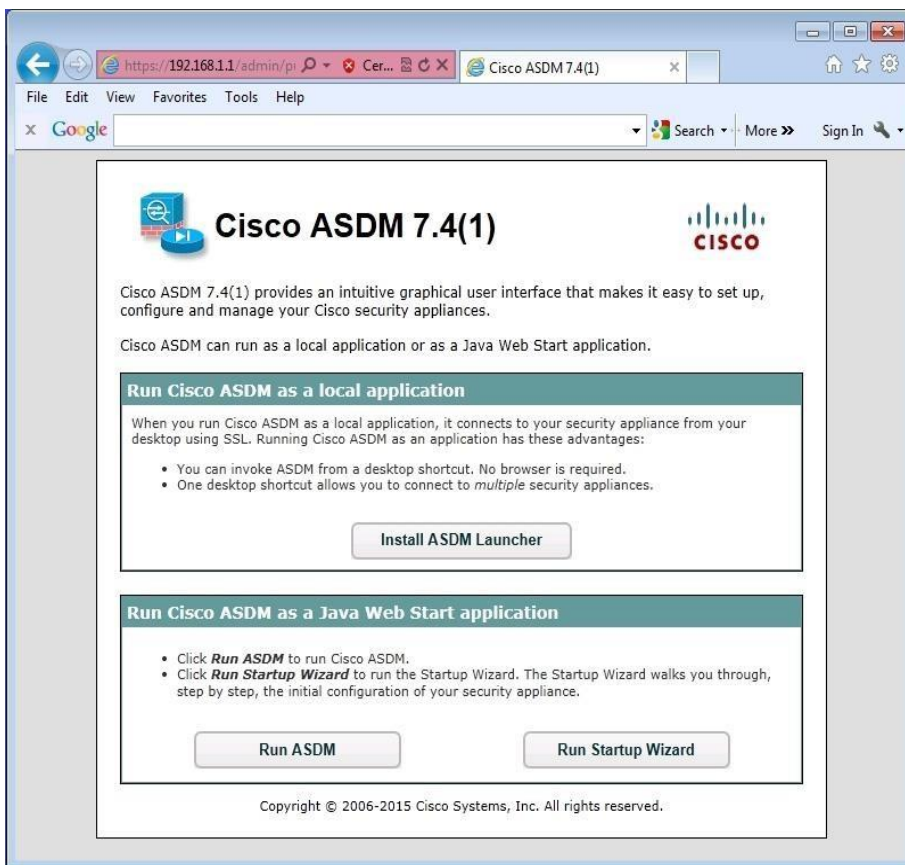 https://192.168.1.1/admin/pu
Cer...
Cisco ASDM 7.4(1)
File Edit View Favorites Tools Help
x Google
Search
More »
Sign In
Cisco ASDM 7.4(1)
CISCO
Cisco ASDM 7.4(1) provides an intuitive graphical user interface that makes it easy to set up,
configure and manage your Cisco security appliances.
Cisco ASDM can run as a local application or as a Java Web Start application.
Run Cisco ASDM as a local application
When you run Cisco ASDM as a local application, it connects to your security appliance from your
desktop using SSL. Running Cisco ASDM as an application has these advantages:
• You can invoke ASDM from a desktop shortcut. No browser is required.
• One desktop shortcut allows you to connect to multiple security appliances.
Install ASDM Launcher
Run Cisco ASDM as a Java Web Start application
• Click Run ASDM to run Cisco ASDM.
• Click Run Startup Wizard to run the Startup Wizard. The Startup Wizard walks you through,
step by step, the initial configuration of your security appliance.
Run ASDM
Run Startup Wizard
Copyright © 2006-2015 Cisco Systems, Inc. All rights reserved.